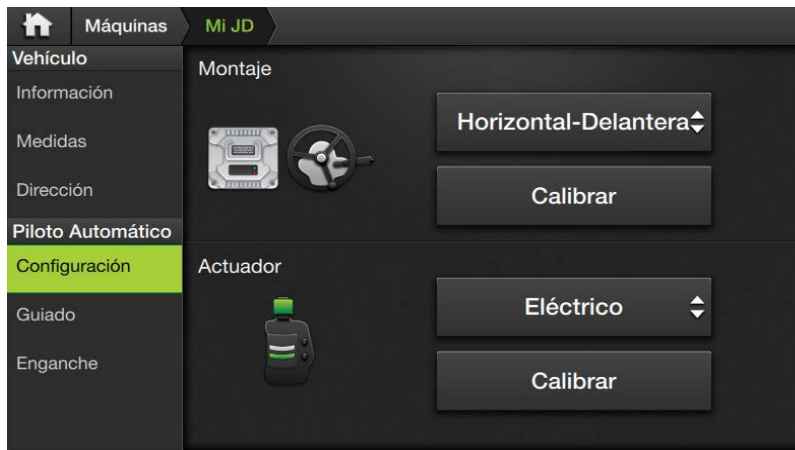 Máquinas
Mi JD
Vehículo
Información
Medidas
Dirección
Piloto Automático
Configuración
Guiado
Enganche
Montaje
Horizontal-Delantera
Calibrar
Actuador
Eléctrico
Calibrar